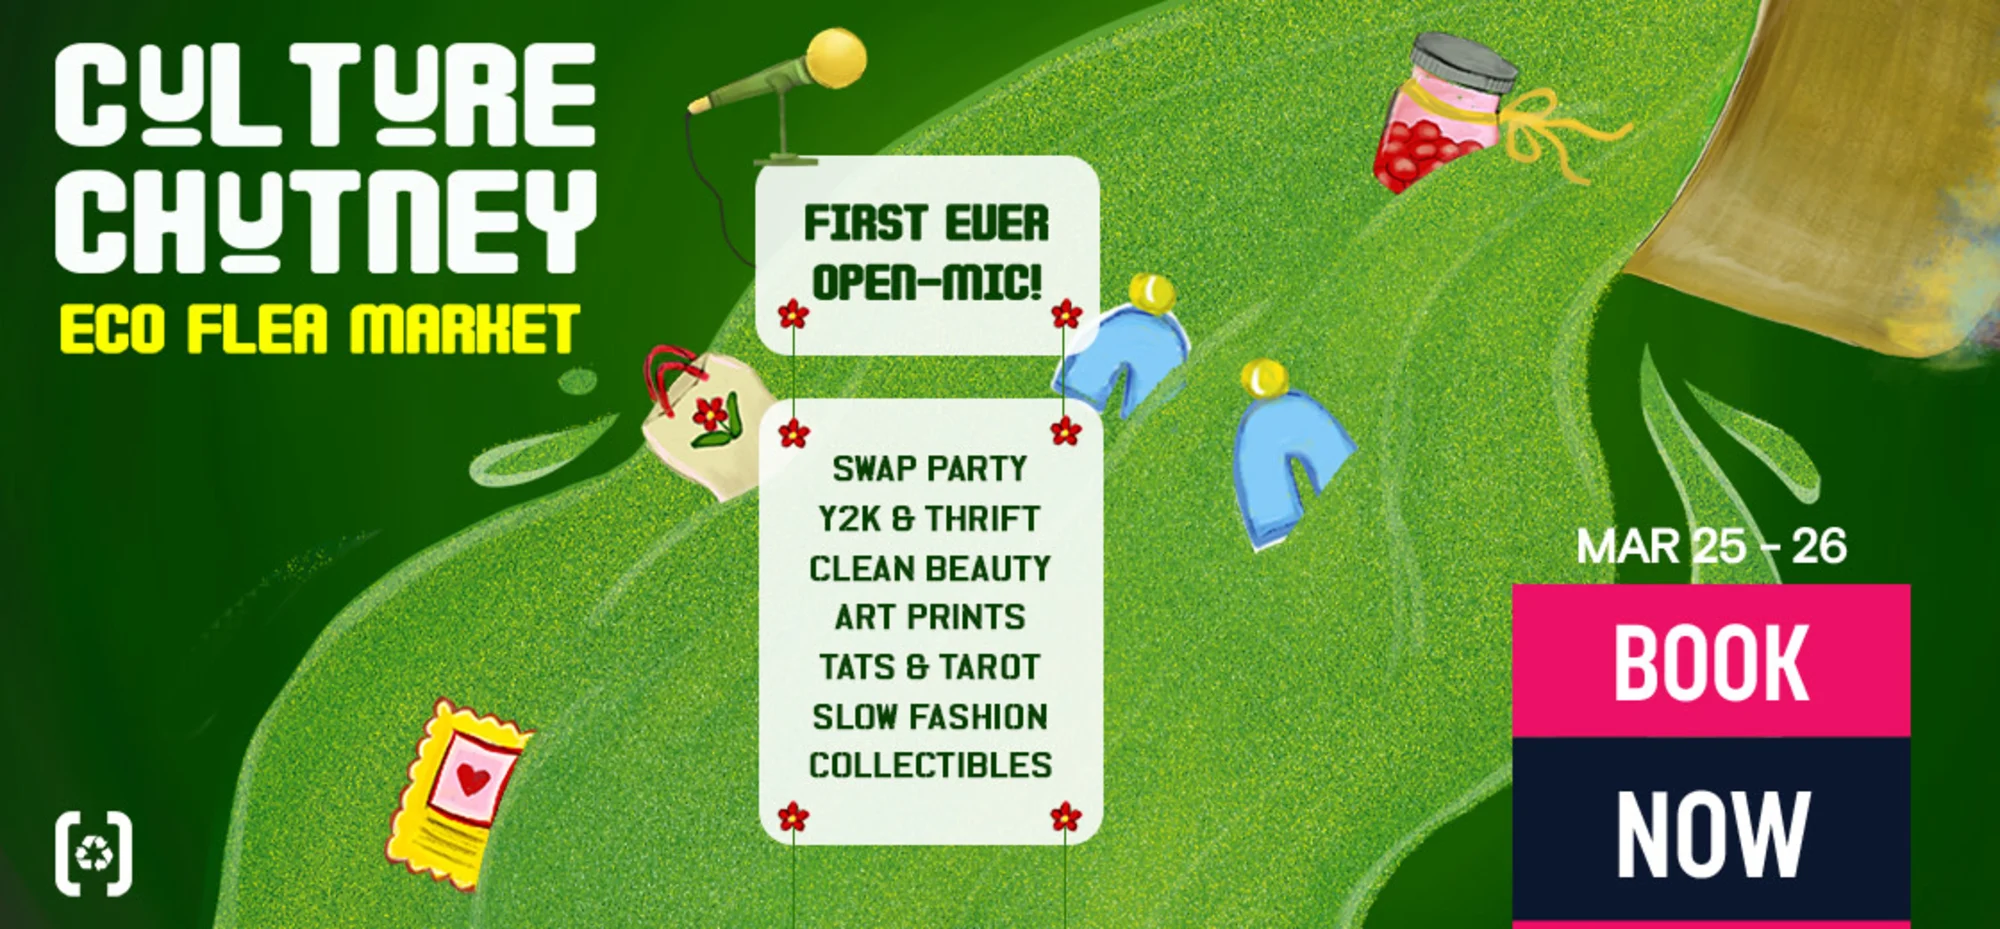 CULTURE
CHUTNEY
ECO FLEA MARKET
FIRST EVER
OPEN-MIC!
SWAP PARTY
Y2K & THRIFT
CLEAN BEAUTY
ART PRINTS
TATS & TAROT
SLOW FASHION
COLLECTIBLES
MAR 25 - 26
BOOK
NOW